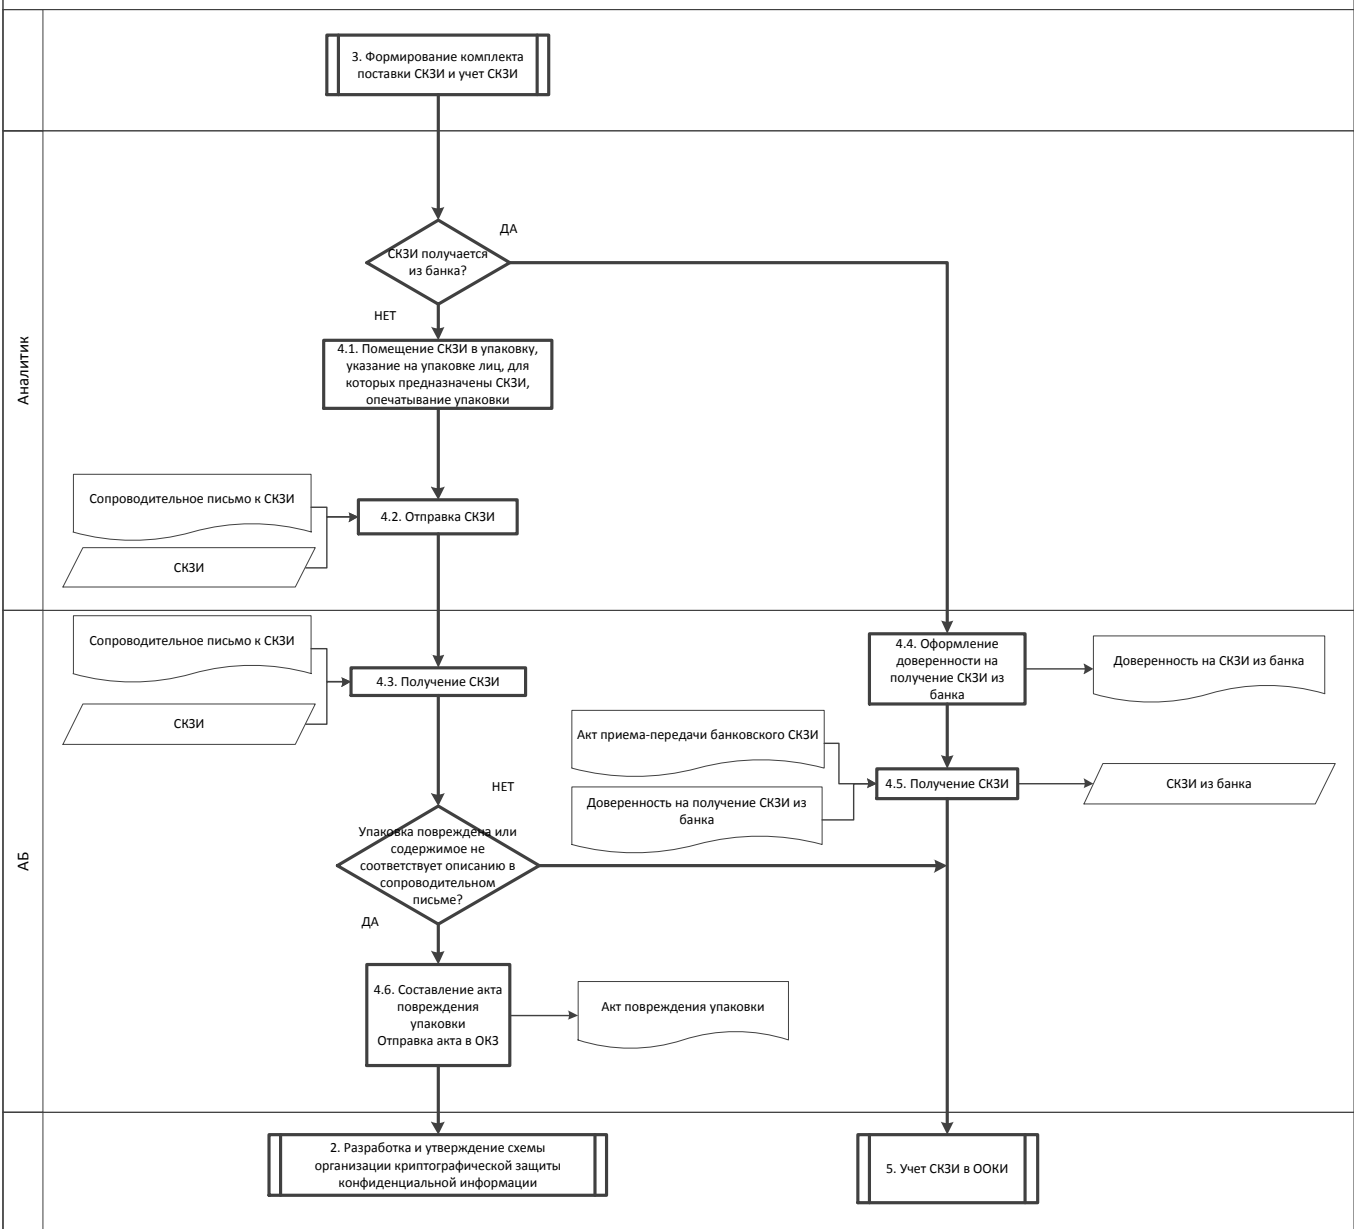 3. Формирование комплекта
поставки СКЗИ и учет СКЗИ
Аналитик
СКЗИ получается
из банка?
ДА
НЕТ
4.1. Помещение СКЗИ в упаковку,
указание на упаковке лиц, для
которых предназначены СКЗИ,
опечатывание упаковки
Сопроводительное письмо к СКЗИ
СКЗИ
4.2. Отправка СКЗИ
АБ
Сопроводительное письмо к СКЗИ
СКЗИ
4.3. Получение СКЗИ
4.4. Оформление
доверенности на
получение СКЗИ из
банка
Доверенность на СКЗИ из банка
Акт приема-передачи банковского СКЗИ
Доверенность на получение СКЗИ из
банка
4.5. Получение СКЗИ
СКЗИ из банка
НЕТ
Упаковка повреждена или
содержимое не
соответствует описанию в
сопроводительном
письме?
ДА
4.6. Составление акта
повреждения
упаковки
Отправка акта в ОКЗ
Акт повреждения упаковки
2. Разработка и утверждение схемы
организации криптографической защиты
конфиденциальной информации
5. Учет СКЗИ в ООКИ